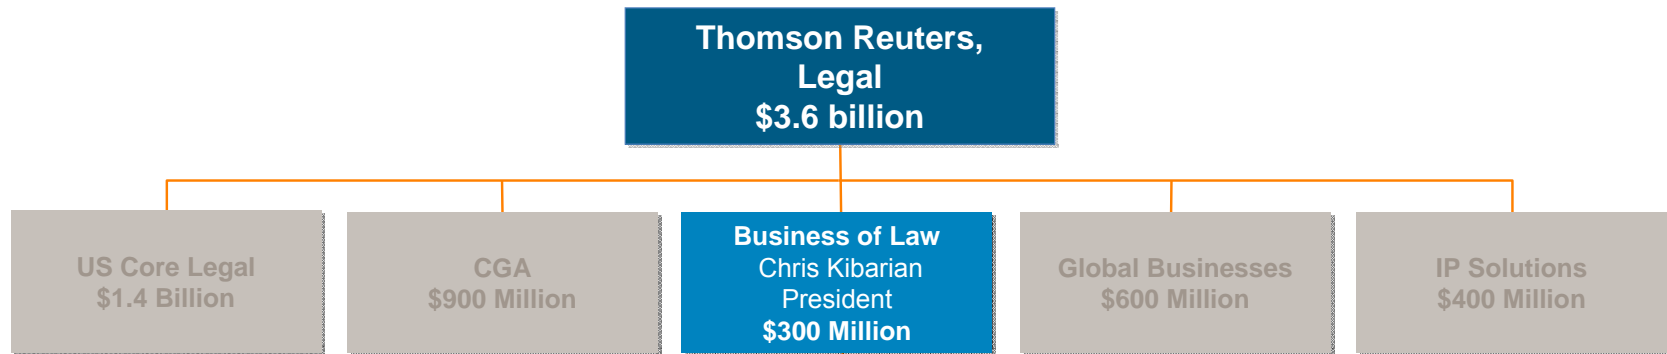 Thomson Reuters,
Legal
$3.6 billion
US Core Legal
$1.4 Billion
CGA
$900 Million
Business of Law
Chris Kibarian
President
$300 Million
Global Businesses
$600 Million
IP Solutions
$400 Million